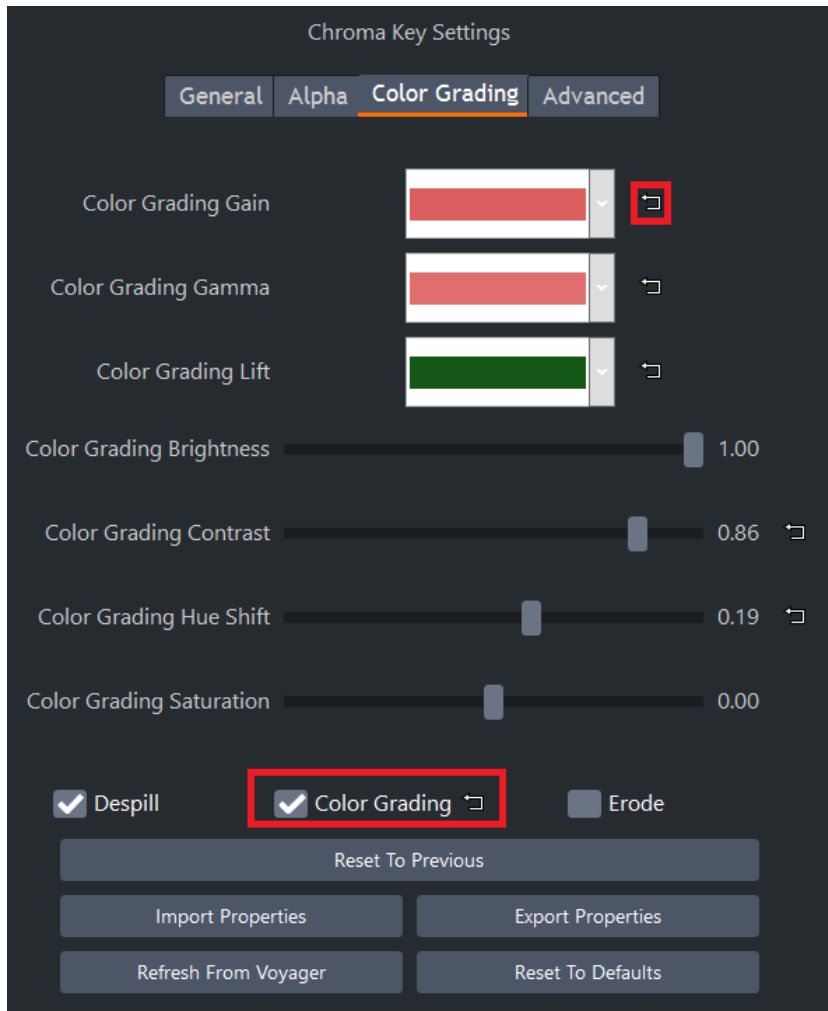 Chroma Key Settings
General Alpha Color Grading Advanced
Color Grading Gain
Color Grading Gamma
Color Grading Lift
Color Grading Brightness 1.00
Color Grading Contrast 0.86
Color Grading Hue Shift 0.19
Color Grading Saturation 0.00
Despill Color Grading Erode
Reset To Previous
Import Properties Export Properties
Refresh From Voyager Reset To Defaults